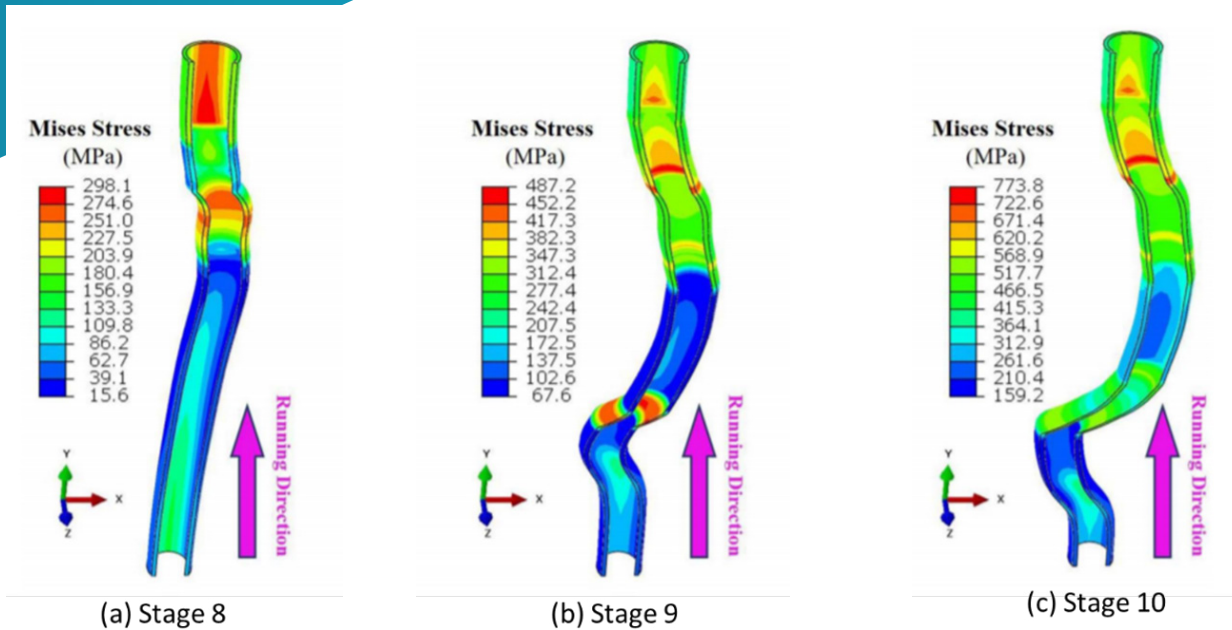 Mises Stress
(MPa)
298.1
274.6
251.0
227.5
203.9
180.4
156.9
133.3
109.8
86.2
62.7
39.1
15.6
Running Direction
Y
X
Z
(a) Stage 8
Mises Stress
(MPa)
487.2
452.2
417.3
382.3
347.3
312.4
277.4
242.4
207.5
172.5
137.5
102.6
67.6
Running Direction
Y
X
Z
(b) Stage 9
Mises Stress
(MPa)
773.8
722.6
671.4
620.2
568.9
517.7
466.5
415.3
364.1
312.9
261.6
210.4
159.2
Running Direction
Y
X
Z
(c) Stage 10